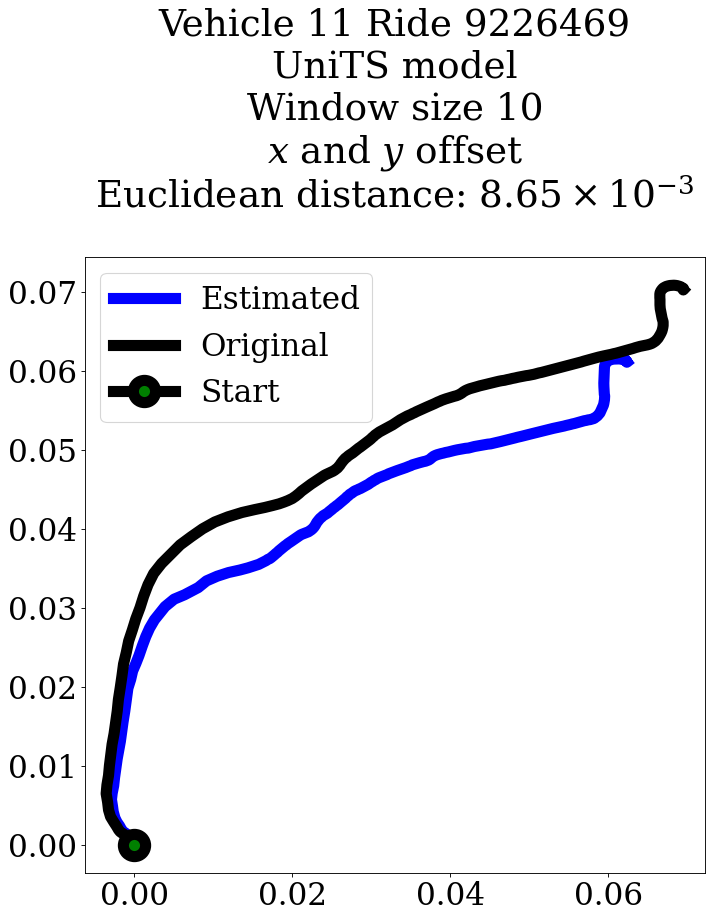 Vehicle 11 Ride 9226469
UniTS model
Window size 10
x and y offset
Euclidean distance: 8.65 × 10⁻³
Estimated
Original
Start
0.07
0.06
0.05
0.04
0.03
0.02
0.01
0.00
0.00 0.02 0.04 0.06